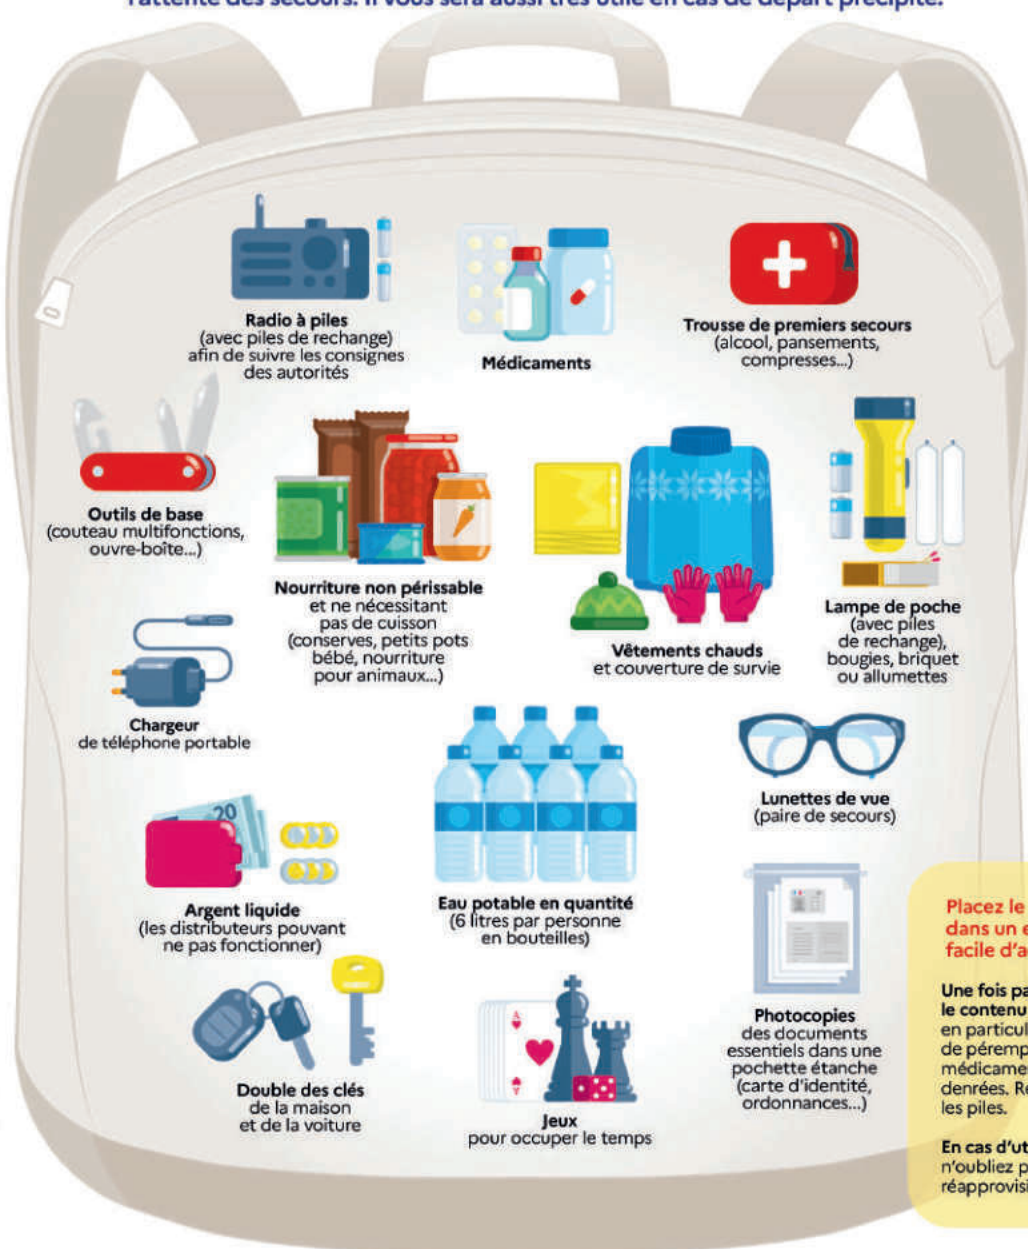 l'attente des secours. Il vous sera aussi très utile en cas de départ précipité.
Radio à piles
(avec piles de rechange)
afin de suivre les consignes
des autorités
Médicaments
Trousse de premiers secours
(alcool, pansements,
compresses...)
Outils de base
(couteau multifonctions,
ouvre-boîte...)
Nourriture non périssable
et ne nécessitant
pas de cuisson
(conserves, petits pots
bébé, nourriture
pour animaux...)
Vêtements chauds
et couverture de survie
Lampe de poche
(avec piles
de rechange),
bougies, briquet
ou allumettes
Chargeur
de téléphone portable
Lunettes de vue
(paire de secours)
20
Argent liquide
(les distributeurs pouvant
ne pas fonctionner)
Eau potable en quantité
(6 litres par personne
en bouteilles)
Photocopies
des documents
essentiels dans une
pochette étanche
(carte d'identité,
ordonnances...)
Double des clés
de la maison
et de la voiture
A
A
Jeux
pour occuper le temps
Placez le
dans un e
facile d'a
Une fois pa
le contenu
en particul
de péremp
médicame
denrées. Re
les piles.
En cas d'ut
n'oubliez p
réapprovisi